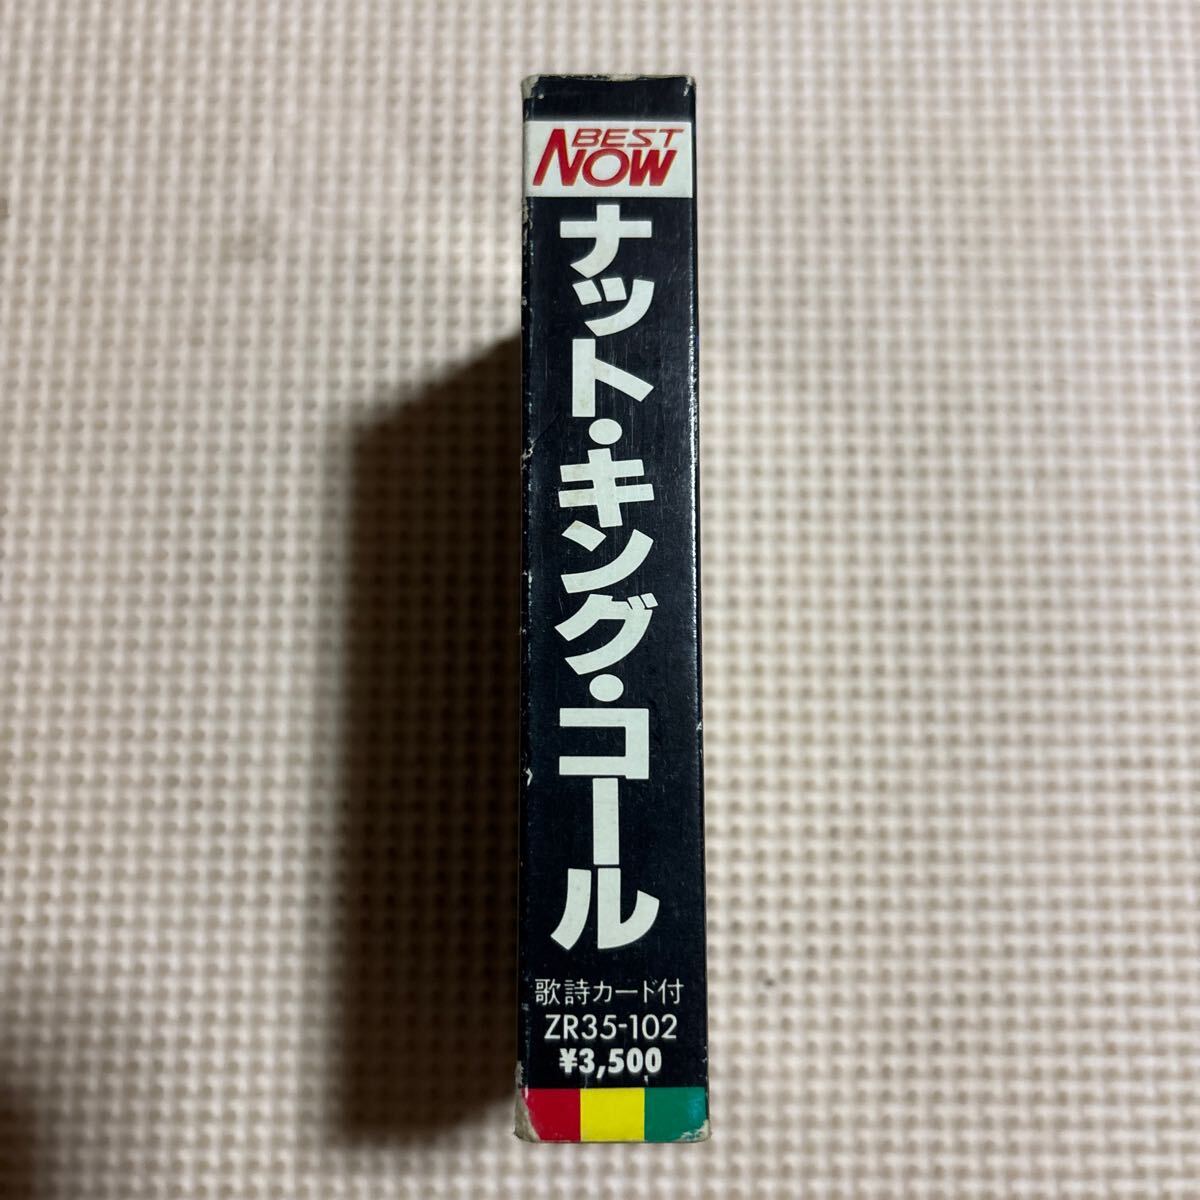 BEST
NOW
ナット・キング・コール
歌詩カード付
ZR35-102
¥3,500